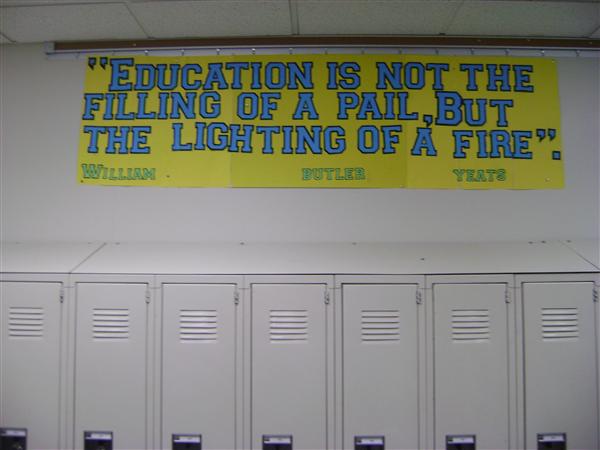 "EDUCATION IS NOT THE
FILLING OF A PAIL, BUT
THE LIGHTING OF A FIRE".
WILLIAM BUTLER YEATS